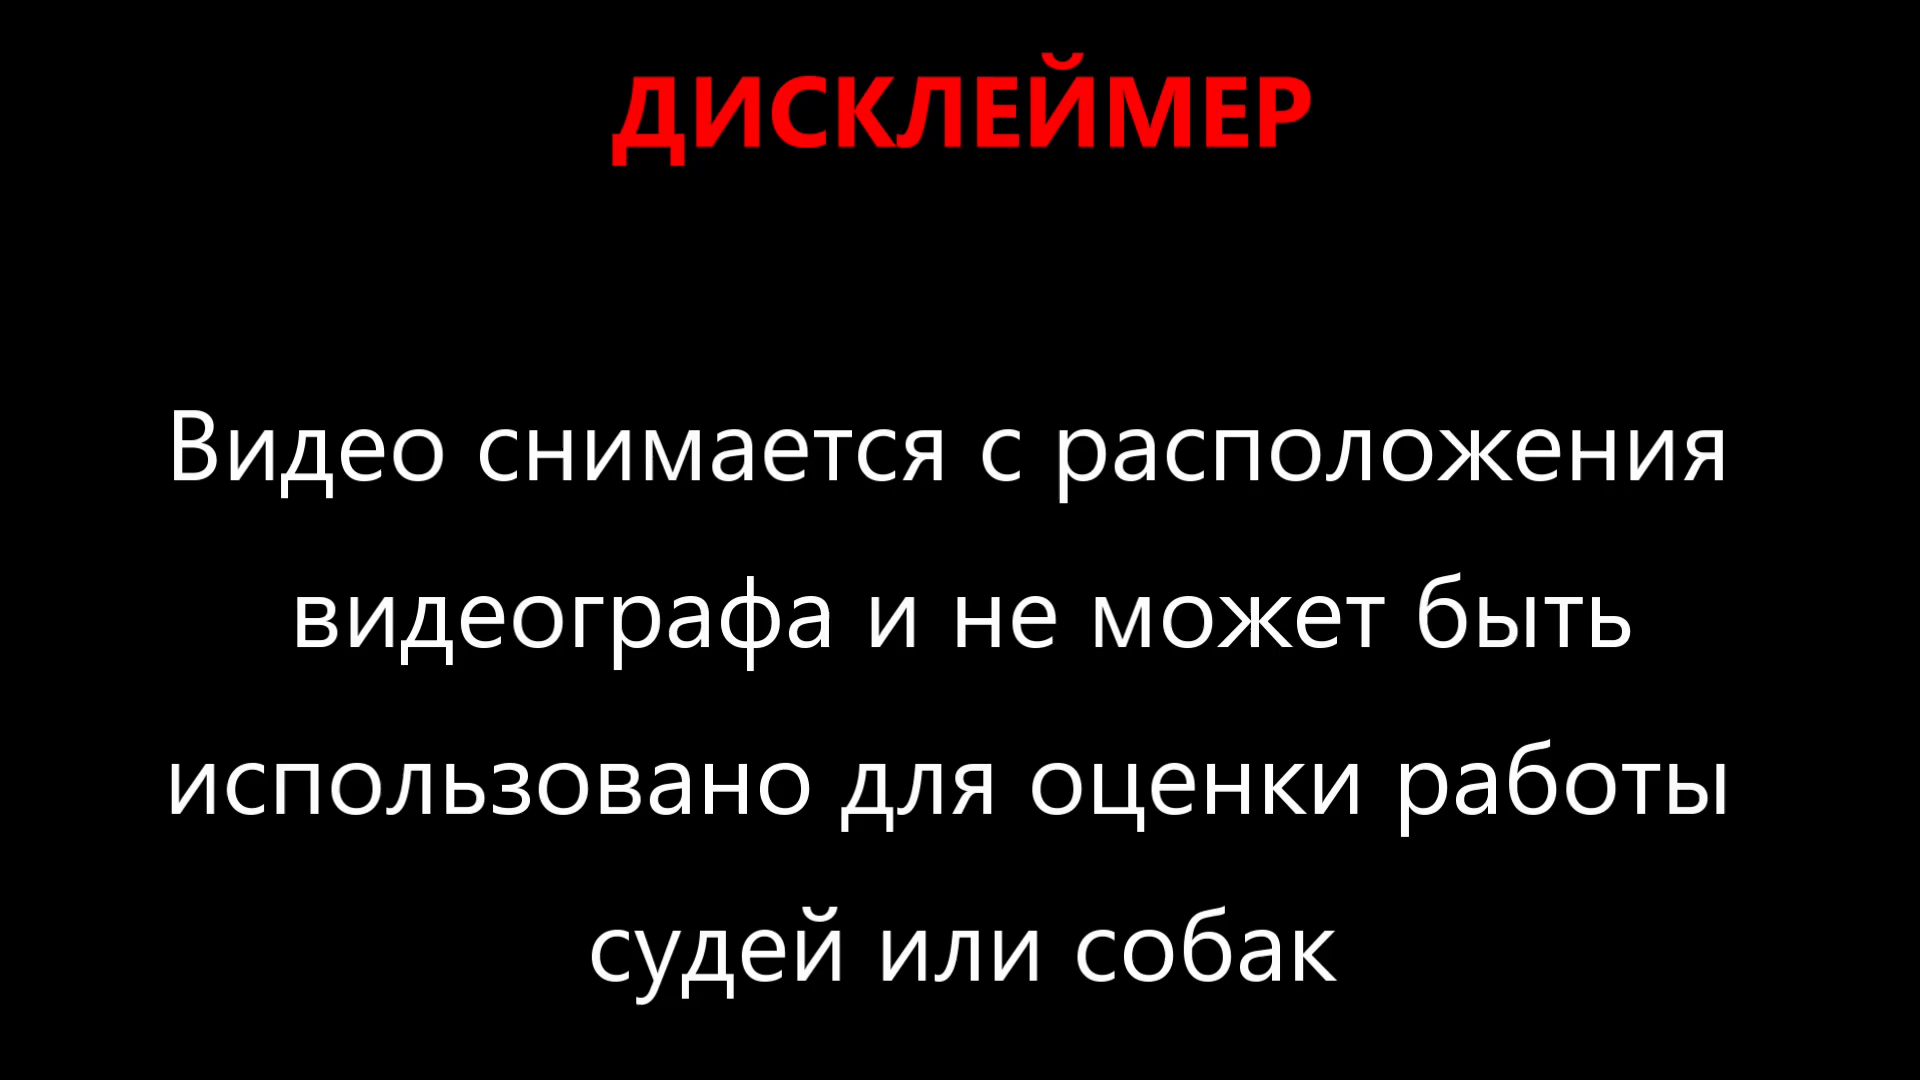 ДИСКЛЕЙМЕР
Видео снимается с расположения
видеографа и не может быть
использовано для оценки работы
судей или собак